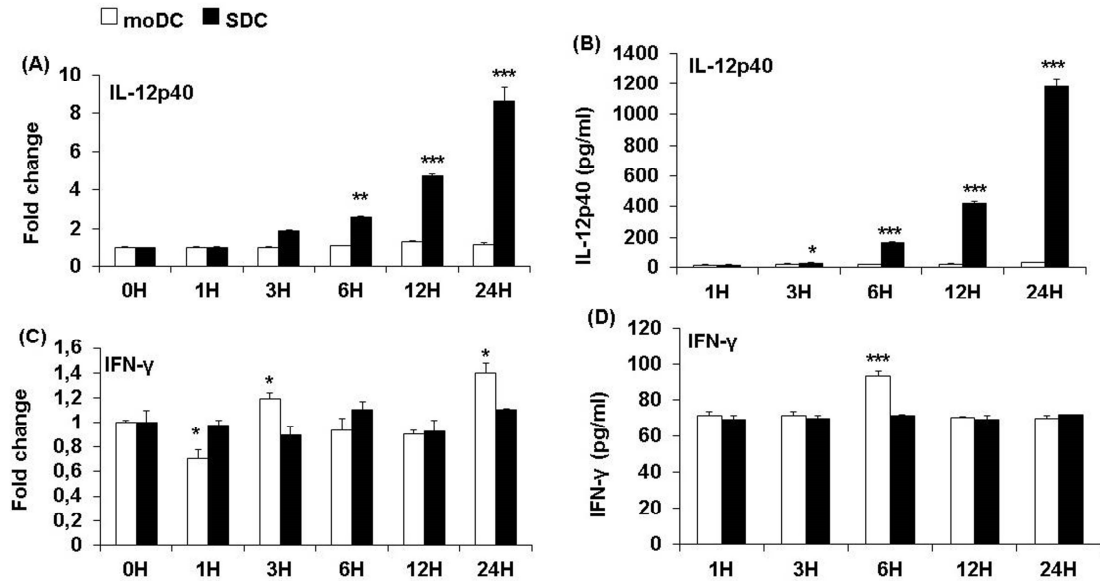 moDC SDC
(A)
IL-12p40
Fold change
10
8
6
4
2
0
**
***
***
0H 1H 3H 6H 12H 24H
(B)
IL-12p40
IL-12p40 (pg/ml)
1400
1200
1000
800
600
400
200
0
*
***
***
***
1H 3H 6H 12H 24H
(C)
IFN-γ
Fold change
1,6
1,4
1,2
1
0,8
0,6
0,4
0,2
0
*
*
*
0H 1H 3H 6H 12H 24H
(D)
IFN-γ
IFN-γ (pg/ml)
120
100
80
60
40
20
0
***
1H 3H 6H 12H 24H